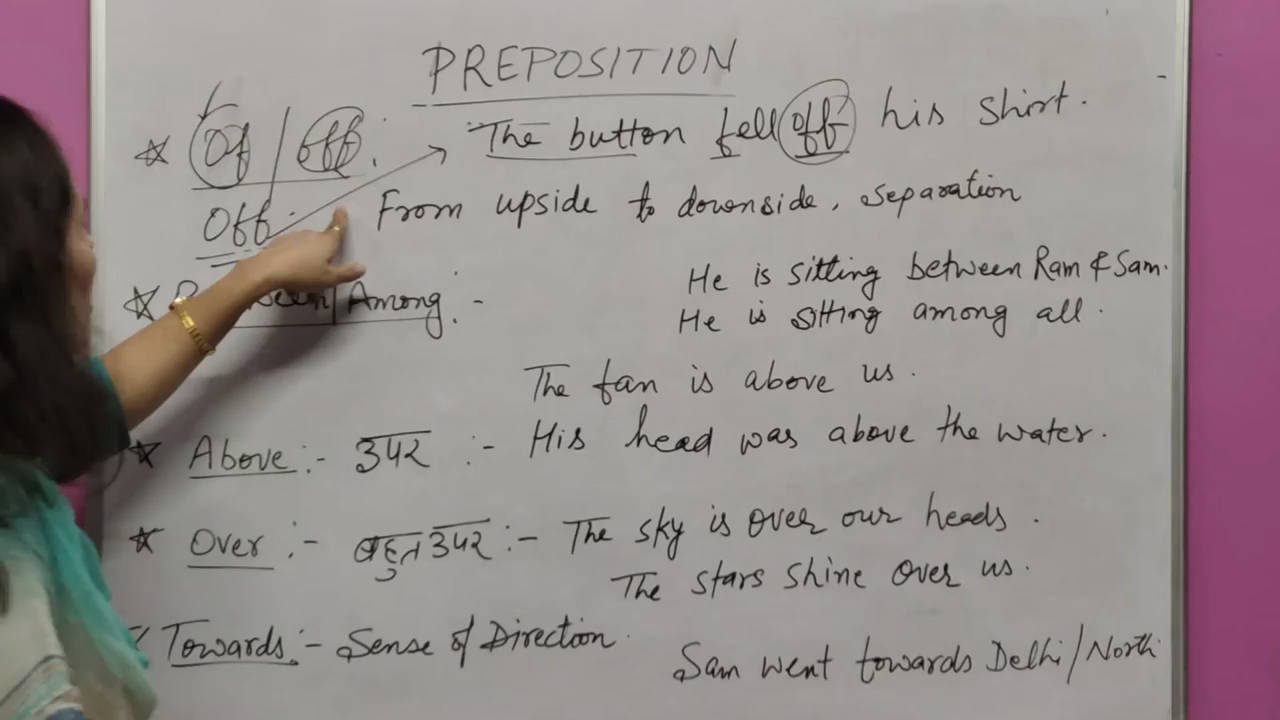 PREPOSITION
☆ Of / Off : The button fell off his shirt.
Off :- From upside to downside, separation
☆ Among :- He is sitting between Ram & Sam.
He is sitting among all.
The fan is above us.
☆ Above :- ऊपर :- His head was above the water.
☆ Over :- बहुत ऊपर :- The sky is over our heads.
The stars shine over us.
Towards :- Sense of Direction.
Sam went towards Delhi/North